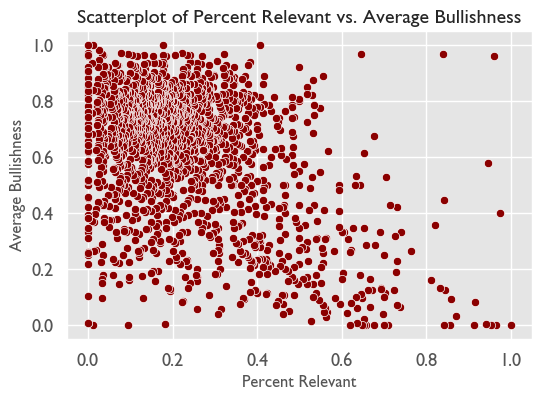 Scatterplot of Percent Relevant vs. Average Bullishness
1.0
0.8
0.6
0.4
0.2
0.0
Average Bullishness
0.0 0.2 0.4 0.6 0.8 1.0
Percent Relevant